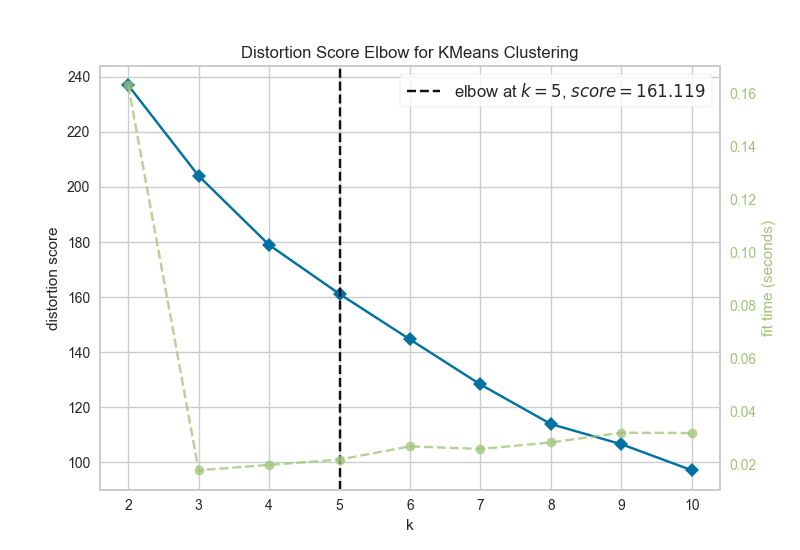 Distortion Score Elbow for KMeans Clustering
elbow at k = 5, score = 161.119
distortion score
240
220
200
180
160
140
120
100
0.16
0.14
0.12
0.10
0.08
0.06
0.04
0.02
fit time (seconds)
2 3 4 5 6 7 8 9 10
k